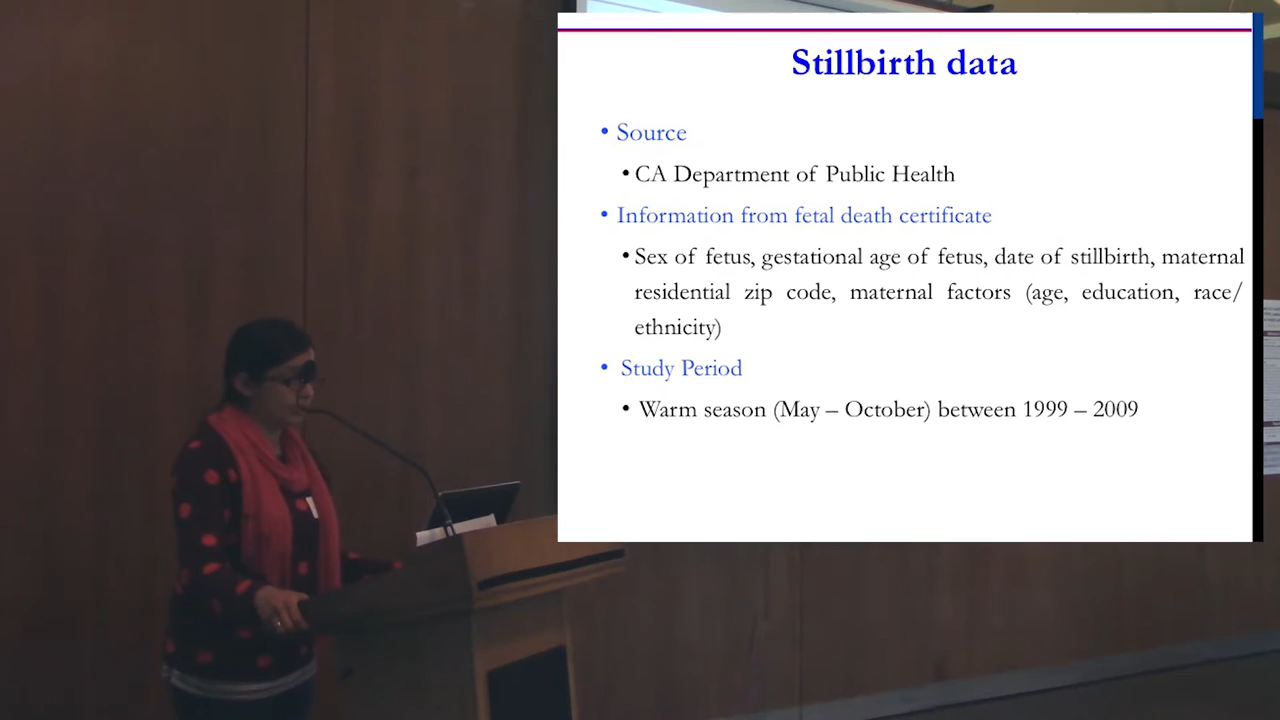 Stillbirth data
• Source
• CA Department of Public Health
• Information from fetal death certificate
• Sex of fetus, gestational age of fetus, date of stillbirth, maternal
residential zip code, maternal factors (age, education, race/
ethnicity)
• Study Period
• Warm season (May – October) between 1999 – 2009